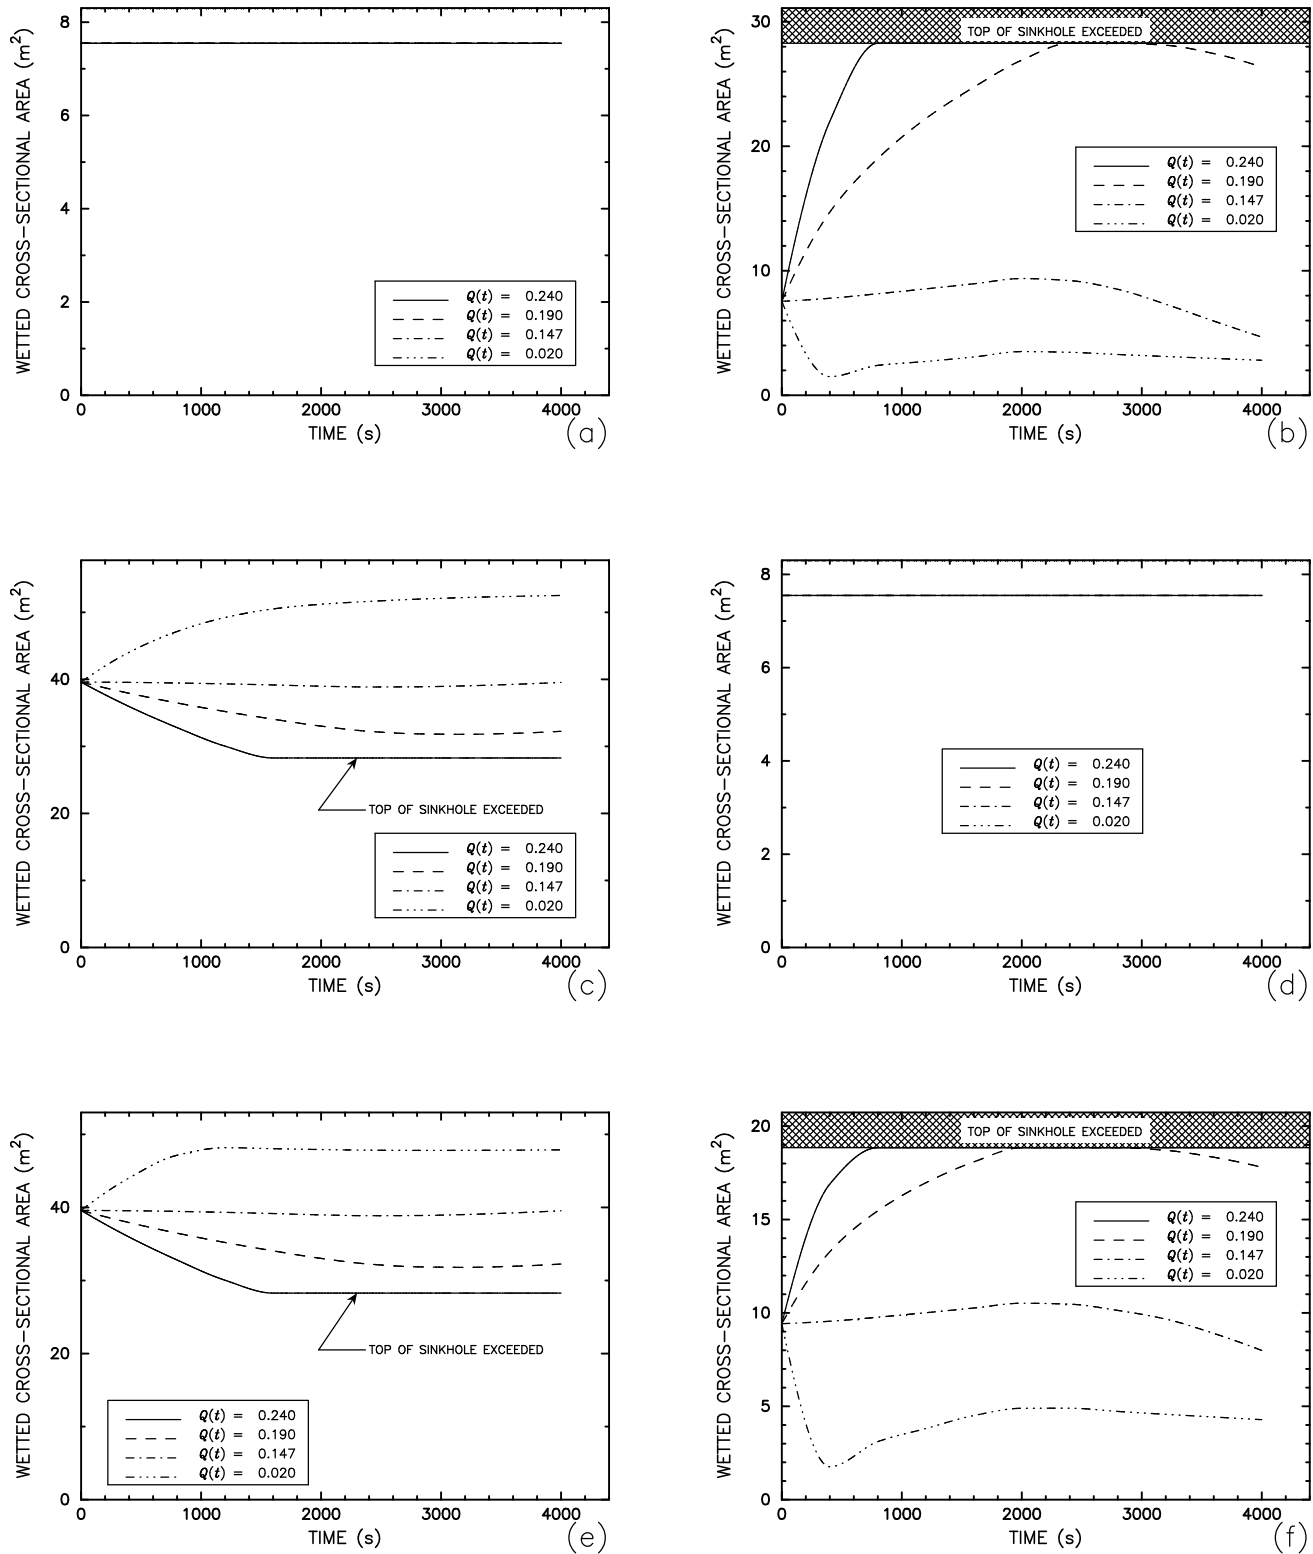 WETTED CROSS-SECTIONAL AREA (m²)
8
6
4
2
0
Q(t) = 0.240
Q(t) = 0.190
Q(t) = 0.147
Q(t) = 0.020
0 1000 2000 3000 4000
TIME (s)
(a)
WETTED CROSS-SECTIONAL AREA (m²)
30
20
10
0
TOP OF SINKHOLE EXCEEDED
Q(t) = 0.240
Q(t) = 0.190
Q(t) = 0.147
Q(t) = 0.020
0 1000 2000 3000 4000
TIME (s)
(b)
WETTED CROSS-SECTIONAL AREA (m²)
40
20
0
TOP OF SINKHOLE EXCEEDED
Q(t) = 0.240
Q(t) = 0.190
Q(t) = 0.147
Q(t) = 0.020
0 1000 2000 3000 4000
TIME (s)
(c)
WETTED CROSS-SECTIONAL AREA (m²)
8
6
4
2
0
Q(t) = 0.240
Q(t) = 0.190
Q(t) = 0.147
Q(t) = 0.020
0 1000 2000 3000 4000
TIME (s)
(d)
WETTED CROSS-SECTIONAL AREA (m²)
40
20
0
TOP OF SINKHOLE EXCEEDED
Q(t) = 0.240
Q(t) = 0.190
Q(t) = 0.147
Q(t) = 0.020
0 1000 2000 3000 4000
TIME (s)
(e)
WETTED CROSS-SECTIONAL AREA (m²)
20
15
10
5
0
TOP OF SINKHOLE EXCEEDED
Q(t) = 0.240
Q(t) = 0.190
Q(t) = 0.147
Q(t) = 0.020
0 1000 2000 3000 4000
TIME (s)
(f)